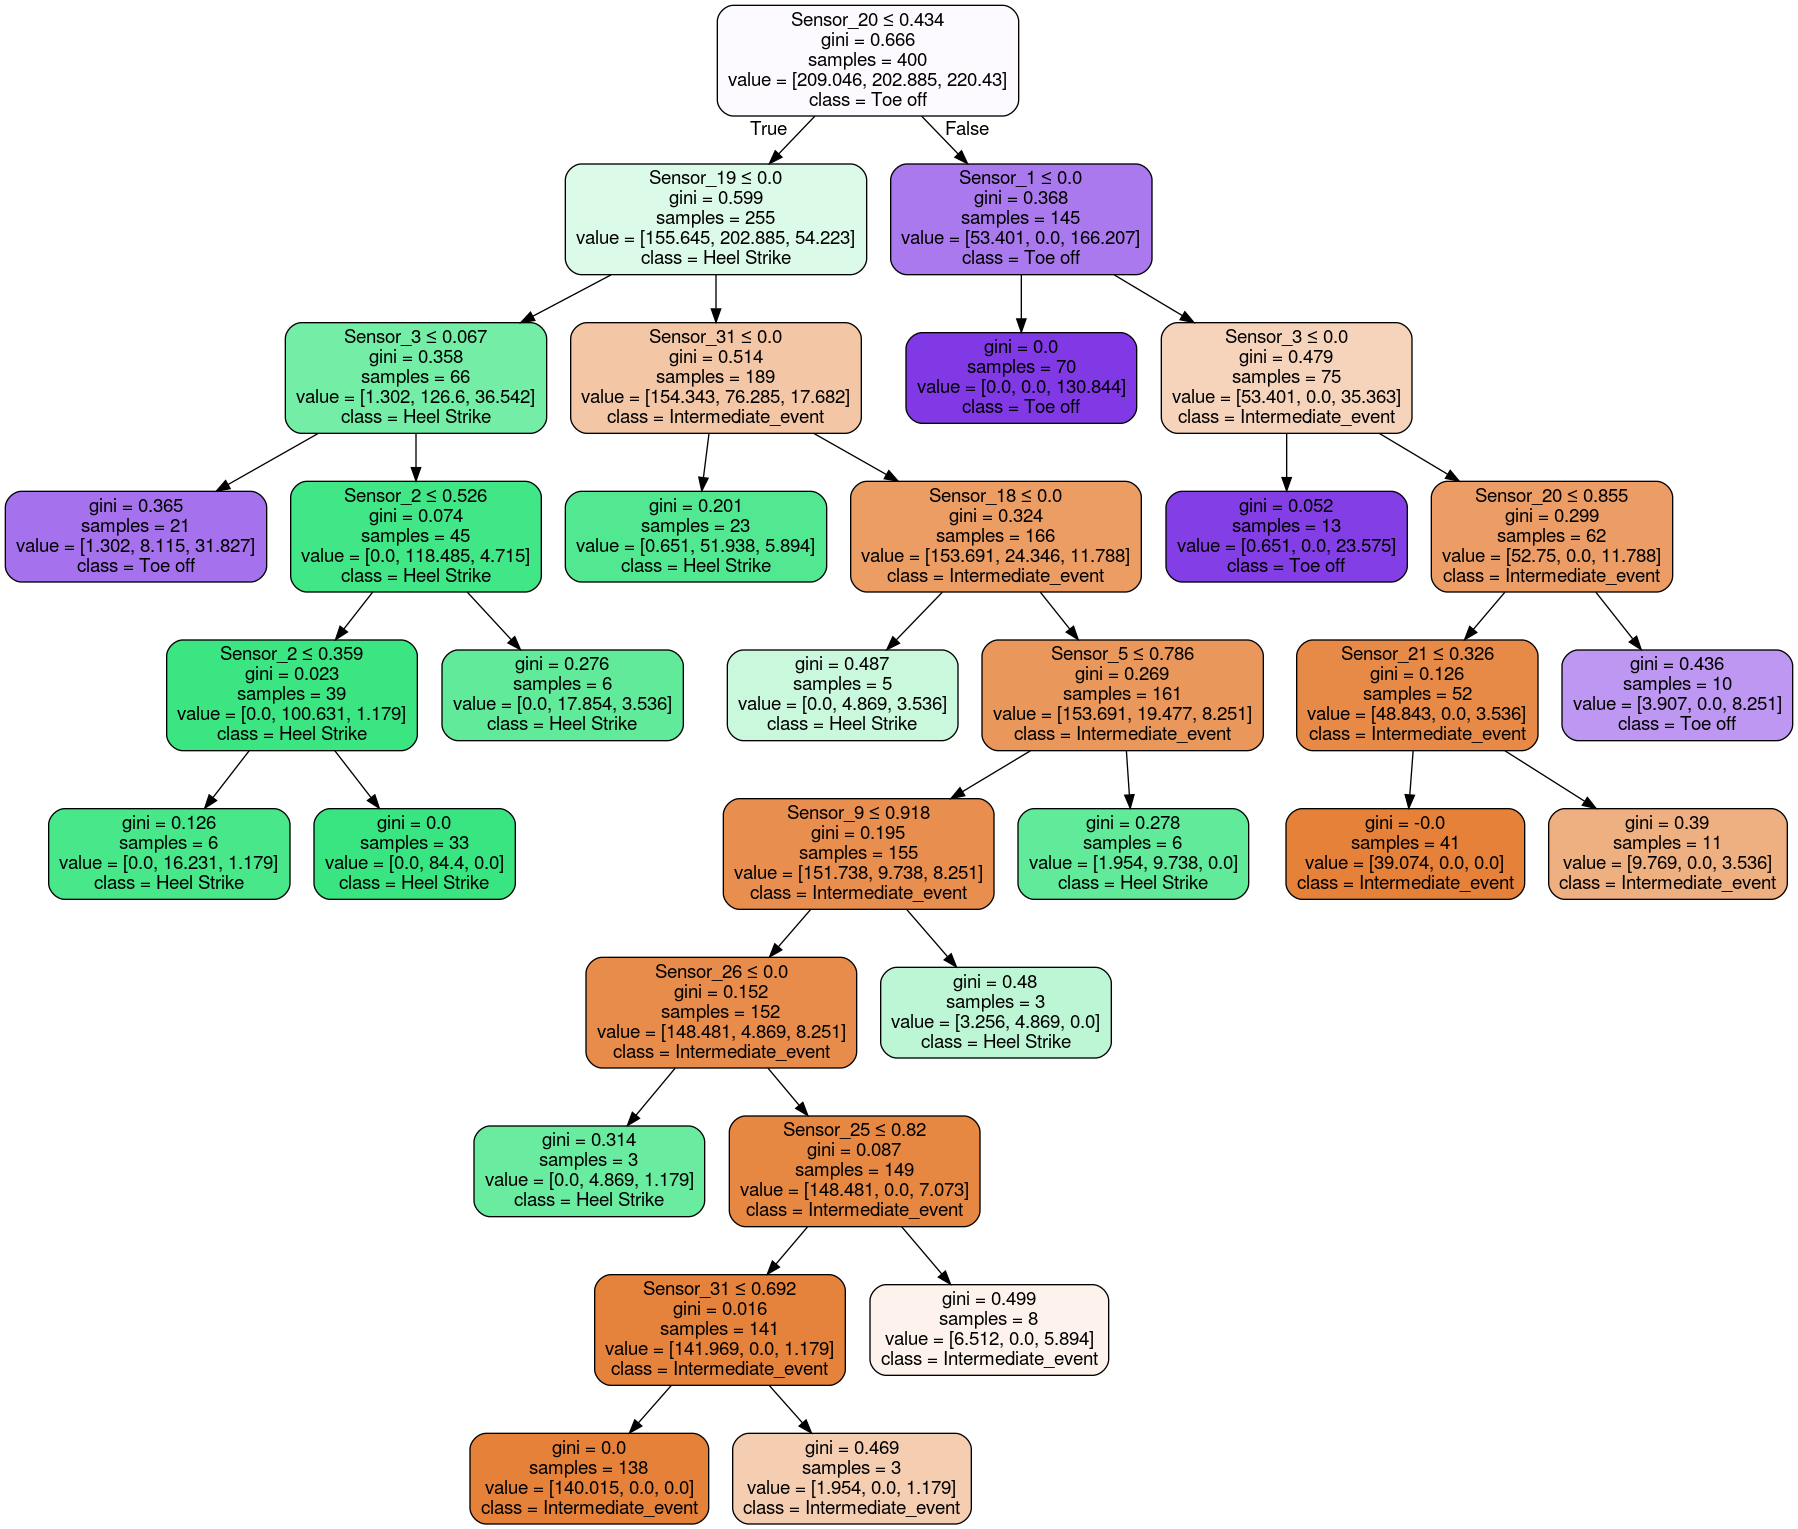 Sensor_20 ≤ 0.434
gini = 0.666
samples = 400
value = [209.046, 202.885, 220.43]
class = Toe off
True
False
Sensor_19 ≤ 0.0
gini = 0.599
samples = 255
value = [155.645, 202.885, 54.223]
class = Heel Strike
Sensor_1 ≤ 0.0
gini = 0.368
samples = 145
value = [53.401, 0.0, 166.207]
class = Toe off
Sensor_3 ≤ 0.067
gini = 0.358
samples = 66
value = [1.302, 126.6, 36.542]
class = Heel Strike
Sensor_31 ≤ 0.0
gini = 0.514
samples = 189
value = [154.343, 76.285, 17.682]
class = Intermediate_event
gini = 0.0
samples = 70
value = [0.0, 0.0, 130.844]
class = Toe off
Sensor_3 ≤ 0.0
gini = 0.479
samples = 75
value = [53.401, 0.0, 35.363]
class = Intermediate_event
gini = 0.365
samples = 21
value = [1.302, 8.115, 31.827]
class = Toe off
Sensor_2 ≤ 0.526
gini = 0.074
samples = 45
value = [0.0, 118.485, 4.715]
class = Heel Strike
gini = 0.201
samples = 23
value = [0.651, 51.938, 5.894]
class = Heel Strike
Sensor_18 ≤ 0.0
gini = 0.324
samples = 166
value = [153.691, 24.346, 11.788]
class = Intermediate_event
gini = 0.052
samples = 13
value = [0.651, 0.0, 23.575]
class = Toe off
Sensor_20 ≤ 0.855
gini = 0.299
samples = 62
value = [52.75, 0.0, 11.788]
class = Intermediate_event
Sensor_2 ≤ 0.359
gini = 0.023
samples = 39
value = [0.0, 100.631, 1.179]
class = Heel Strike
gini = 0.276
samples = 6
value = [0.0, 17.854, 3.536]
class = Heel Strike
gini = 0.487
samples = 5
value = [0.0, 4.869, 3.536]
class = Heel Strike
Sensor_5 ≤ 0.786
gini = 0.269
samples = 161
value = [153.691, 19.477, 8.251]
class = Intermediate_event
Sensor_21 ≤ 0.326
gini = 0.126
samples = 52
value = [48.843, 0.0, 3.536]
class = Intermediate_event
gini = 0.436
samples = 10
value = [3.907, 0.0, 8.251]
class = Toe off
gini = 0.126
samples = 6
value = [0.0, 16.231, 1.179]
class = Heel Strike
gini = 0.0
samples = 33
value = [0.0, 84.4, 0.0]
class = Heel Strike
Sensor_9 ≤ 0.918
gini = 0.195
samples = 155
value = [151.738, 9.738, 8.251]
class = Intermediate_event
gini = 0.278
samples = 6
value = [1.954, 9.738, 0.0]
class = Heel Strike
gini = -0.0
samples = 41
value = [39.074, 0.0, 0.0]
class = Intermediate_event
gini = 0.39
samples = 11
value = [9.769, 0.0, 3.536]
class = Intermediate_event
Sensor_26 ≤ 0.0
gini = 0.152
samples = 152
value = [148.481, 4.869, 8.251]
class = Intermediate_event
gini = 0.48
samples = 3
value = [3.256, 4.869, 0.0]
class = Heel Strike
gini = 0.314
samples = 3
value = [0.0, 4.869, 1.179]
class = Heel Strike
Sensor_25 ≤ 0.82
gini = 0.087
samples = 149
value = [148.481, 0.0, 7.073]
class = Intermediate_event
Sensor_31 ≤ 0.692
gini = 0.016
samples = 141
value = [141.969, 0.0, 1.179]
class = Intermediate_event
gini = 0.499
samples = 8
value = [6.512, 0.0, 5.894]
class = Intermediate_event
gini = 0.0
samples = 138
value = [140.015, 0.0, 0.0]
class = Intermediate_event
gini = 0.469
samples = 3
value = [1.954, 0.0, 1.179]
class = Intermediate_event